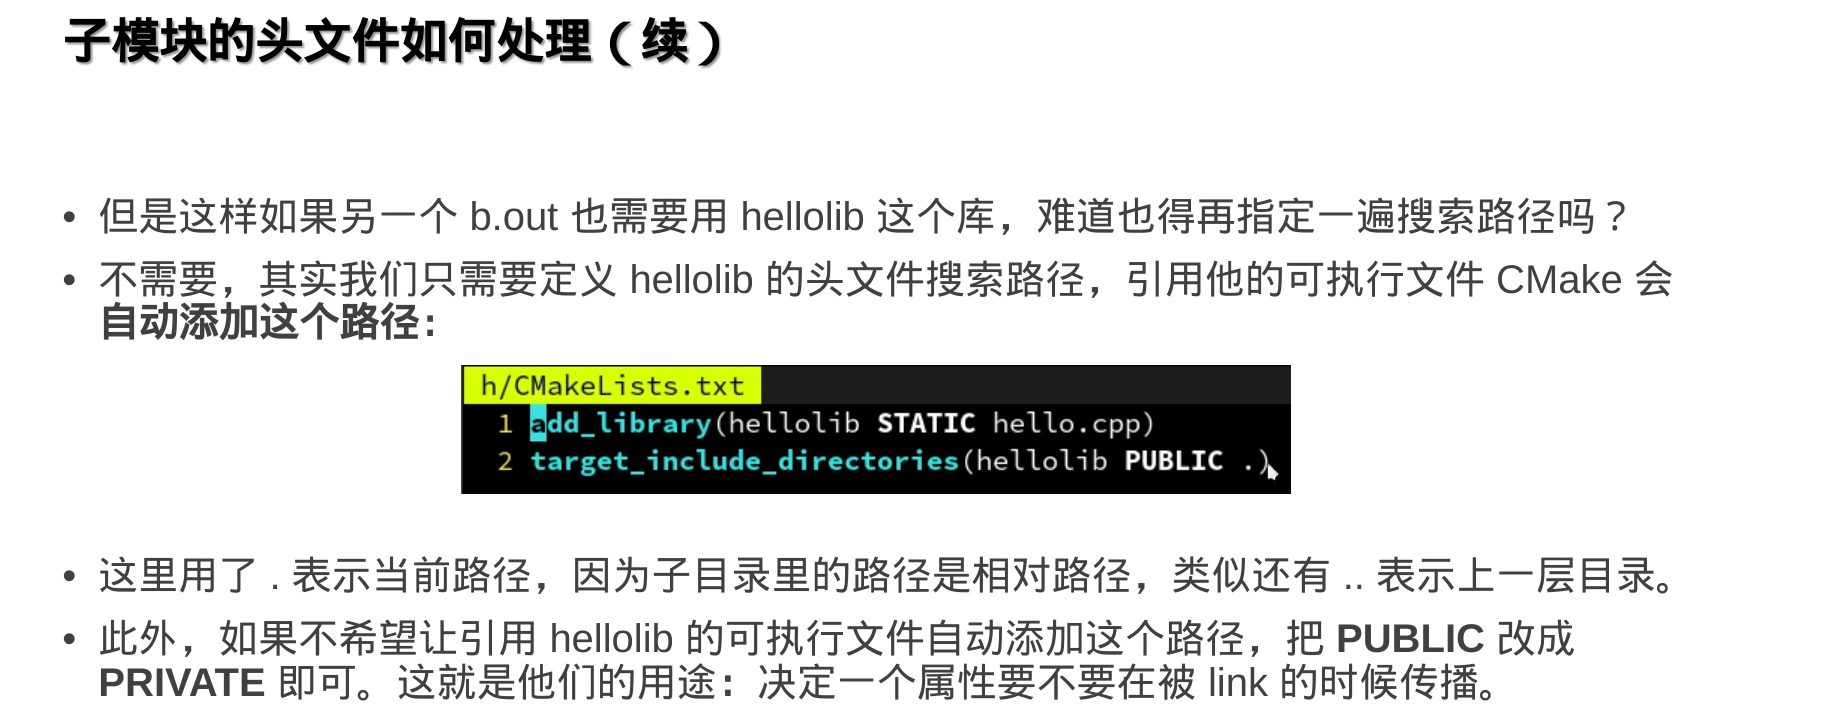 子模块的头文件如何处理（续）
• 但是这样如果另一个 b.out 也需要用 hellolib 这个库，难道也得再指定一遍搜索路径吗？
• 不需要，其实我们只需要定义 hellolib 的头文件搜索路径，引用他的可执行文件 CMake 会
自动添加这个路径：
h/CMakeLists.txt
1 add_library(hellolib STATIC hello.cpp)
2 target_include_directories(hellolib PUBLIC .)
• 这里用了 . 表示当前路径，因为子目录里的路径是相对路径，类似还有 .. 表示上一层目录。
• 此外，如果不希望让引用 hellolib 的可执行文件自动添加这个路径，把 PUBLIC 改成
PRIVATE 即可。这就是他们的用途：决定一个属性要不要在被 link 的时候传播。